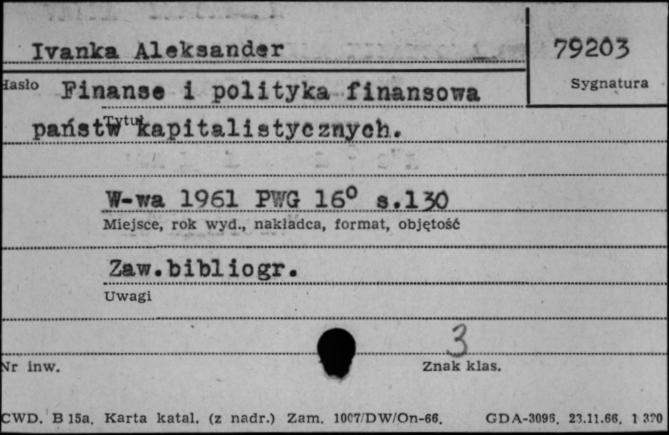 Ivanka Aleksander
79203
Hasło
Sygnatura
Finanse i polityka finansowa
Tytuł
państw kapitalistycznych.
W-wa 1961 PWG 16° s.130
Miejsce, rok wyd., nakładca, format, objętość
Zaw.bibliogr.
Uwagi
3
Nr inw.
Znak klas.
CWD. B 15a. Karta katal. (z nadr.) Zam. 1007/DW/On-66. GDA-3096. 23.11.66. 1 320